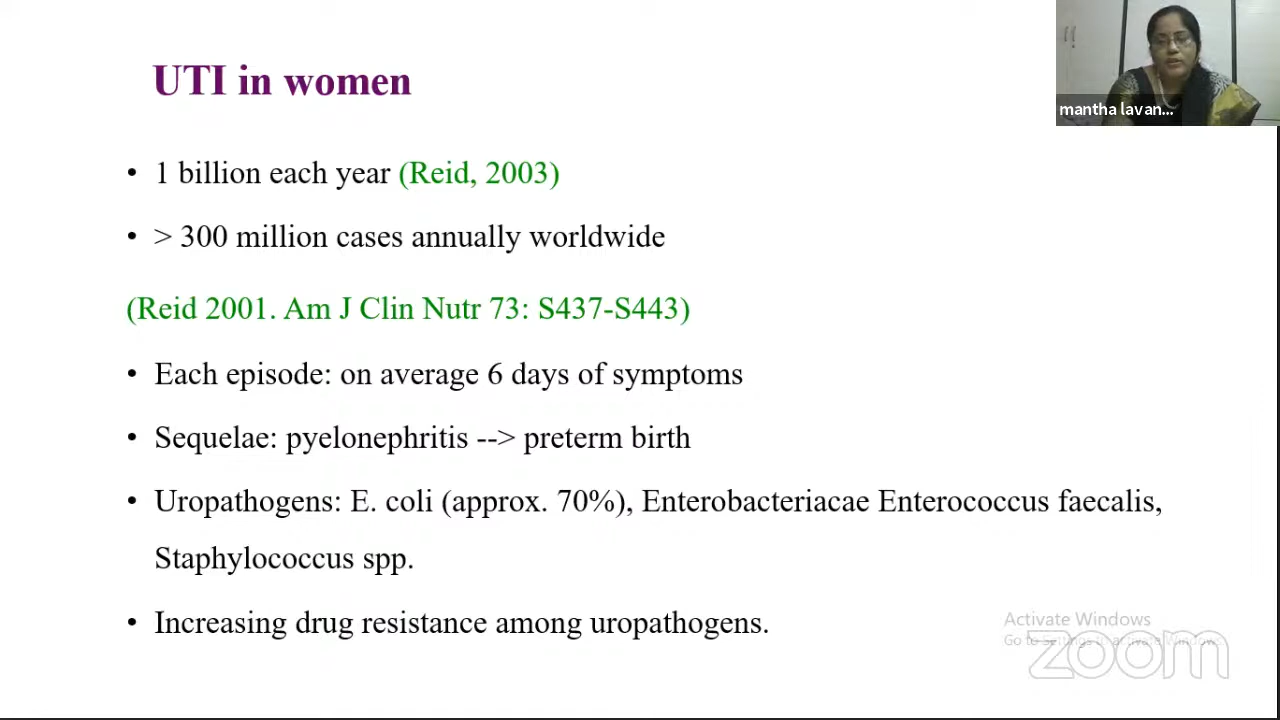 UTI in women
mantha lavan...
• 1 billion each year (Reid, 2003)
• > 300 million cases annually worldwide
(Reid 2001. Am J Clin Nutr 73: S437-S443)
• Each episode: on average 6 days of symptoms
• Sequelae: pyelonephritis --> preterm birth
• Uropathogens: E. coli (approx. 70%), Enterobacteriacae Enterococcus faecalis,
Staphylococcus spp.
• Increasing drug resistance among uropathogens.
Activate Windows
Go to Settings to activate Windows.
zoom